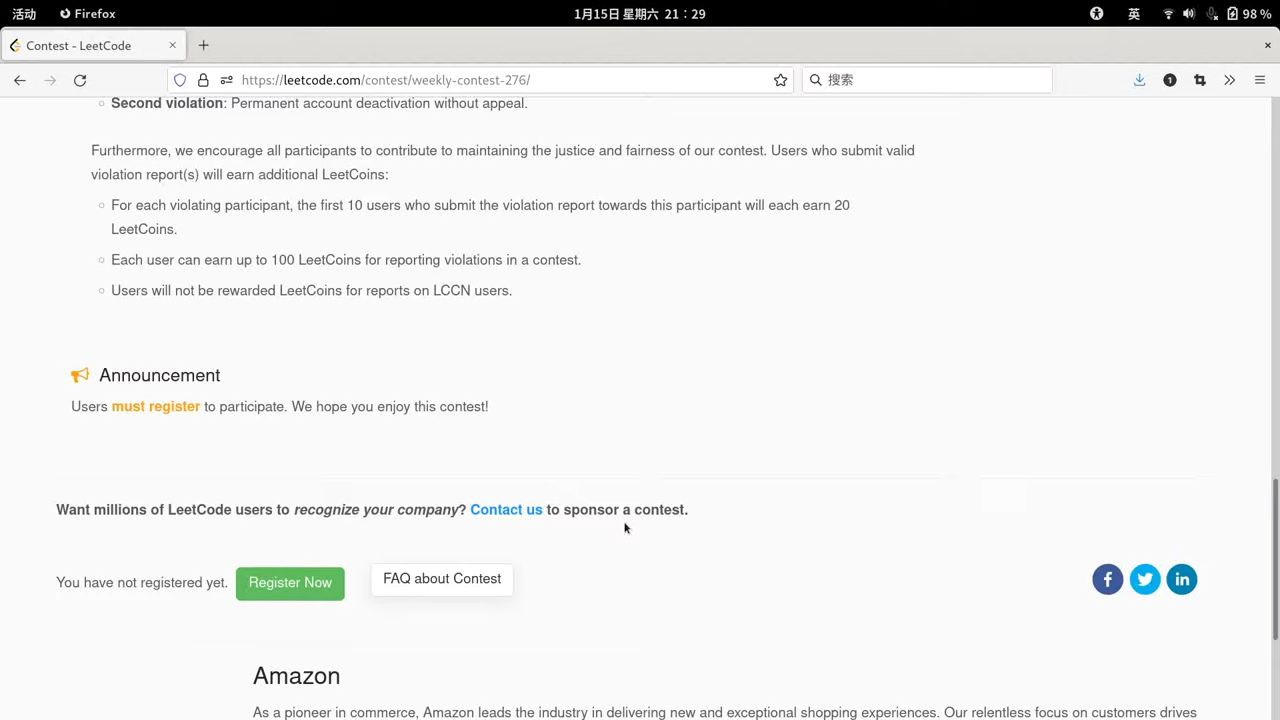 活动 Firefox 1月15日 星期六 21：29 英 98 %
Contest - LeetCode
https://leetcode.com/contest/weekly-contest-276/ 搜索 1
Second violation: Permanent account deactivation without appeal.
Furthermore, we encourage all participants to contribute to maintaining the justice and fairness of our contest. Users who submit valid
violation report(s) will earn additional LeetCoins:
For each violating participant, the first 10 users who submit the violation report towards this participant will each earn 20
LeetCoins.
Each user can earn up to 100 LeetCoins for reporting violations in a contest.
Users will not be rewarded LeetCoins for reports on LCCN users.
Announcement
Users must register to participate. We hope you enjoy this contest!
Want millions of LeetCode users to recognize your company? Contact us to sponsor a contest.
You have not registered yet. Register Now FAQ about Contest
Amazon
As a pioneer in commerce, Amazon leads the industry in delivering new and exceptional shopping experiences. Our relentless focus on customers drives